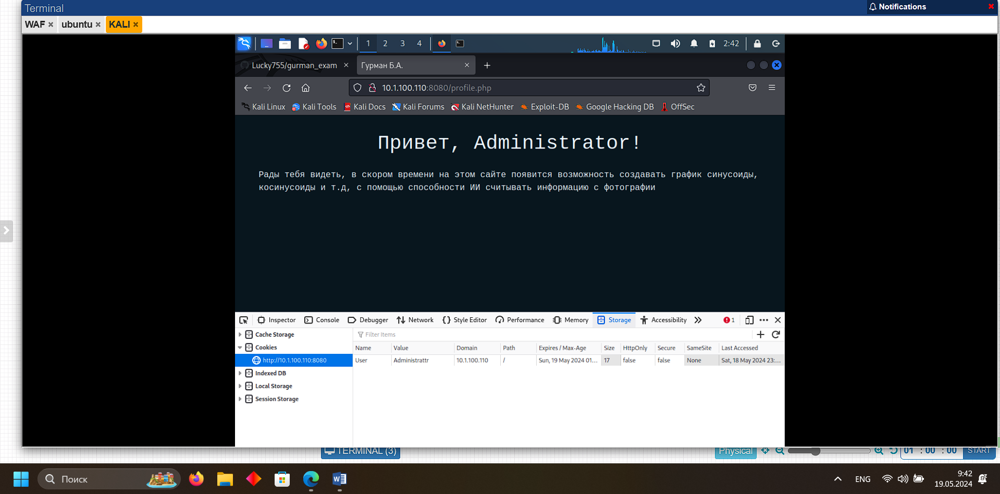 Terminal
Notifications
WAF × ubuntu × KALI ×
1 2 3 4 2:42
Lucky755/gurman_exam × Гурман Б.А. × +
10.1.100.110:8080/profile.php
Kali Linux Kali Tools Kali Docs Kali Forums Kali NetHunter Exploit-DB Google Hacking DB OffSec
Привет, Administrator!
Рады тебя видеть, в скором времени на этом сайте появится возможность создавать график синусоиды,
косинусоиды и т.д, с помощью способности ИИ считывать информацию с фотографии
Inspector Console Debugger Network Style Editor Performance Memory Storage Accessibility 1
Cache Storage
Cookies
http://10.1.100.110:8080
Indexed DB
Local Storage
Session Storage
Filter Items
Name Value Domain Path Expires / Max-Age Size HttpOnly Secure SameSite Last Accessed
User Administrattr 10.1.100.110 / Sun, 19 May 2024 01... 17 false false None Sat, 18 May 2024 23:...
TERMINAL (3) Physical 01 : 00 : 00 START
Поиск
ENG
9:42
19.05.2024